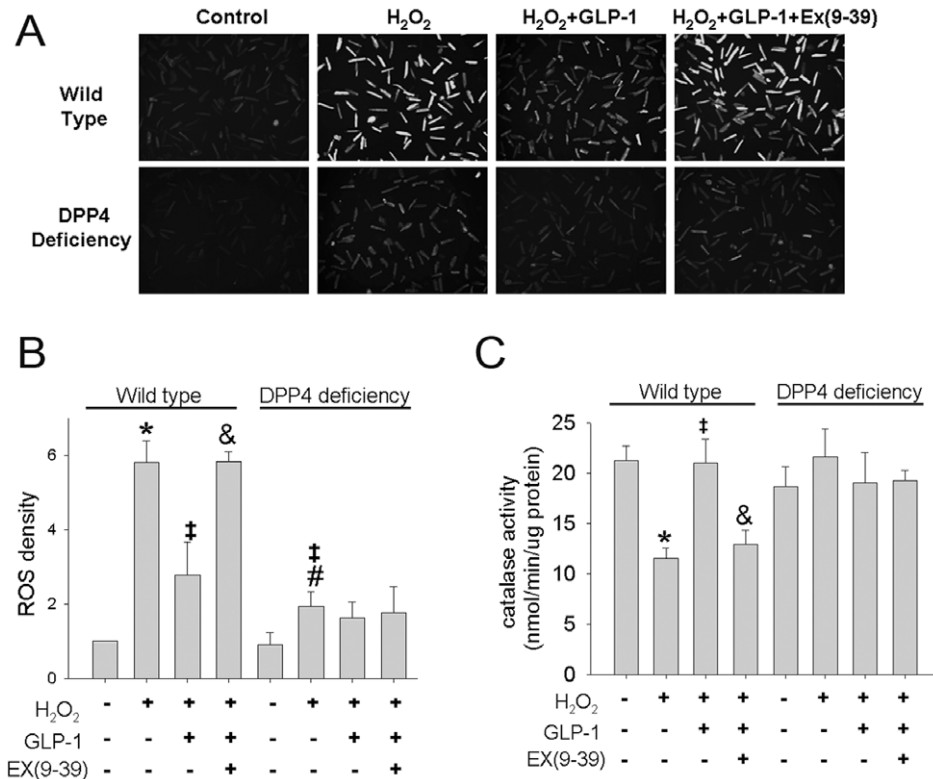 A
Control H₂O₂ H₂O₂+GLP-1 H₂O₂+GLP-1+Ex(9-39)
Wild
Type
DPP4
Deficiency
B
Wild type DPP4 deficiency
* ‡ & ‡
#
ROS density
6
4
2
0
H₂O₂ - + + + - + + +
GLP-1 - - + + - - + +
EX(9-39) - - - + - - - +
C
Wild type DPP4 deficiency
* ‡ &
catalase activity
(nmol/min/ug protein)
25
20
15
10
5
0
H₂O₂ - + + + - + + +
GLP-1 - - + + - - + +
EX(9-39) - - - + - - - +